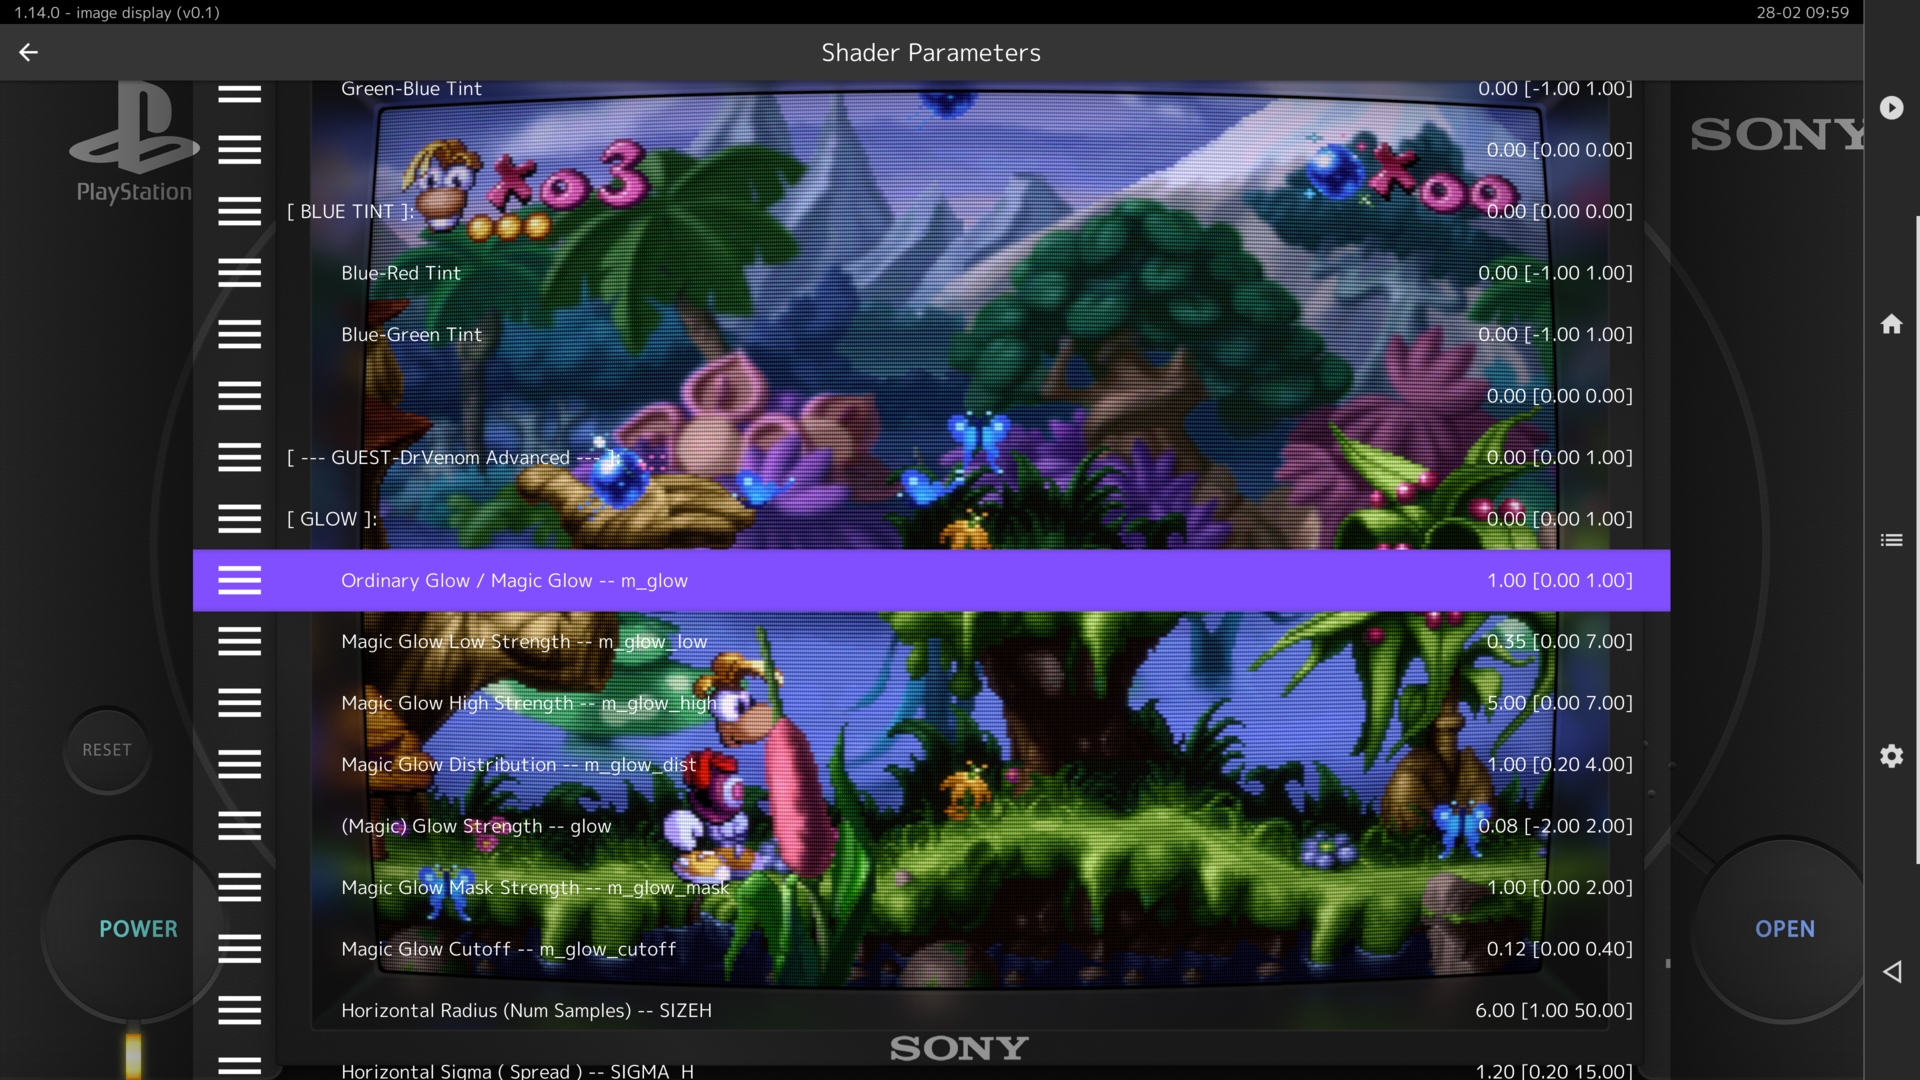 1.14.0 - image display (v0.1)
28-02 09:59
Shader Parameters
Green-Blue Tint 0.00 [-1.00 1.00]
0.00 [0.00 0.00]
[ BLUE TINT ]: 0.00 [0.00 0.00]
Blue-Red Tint 0.00 [-1.00 1.00]
Blue-Green Tint 0.00 [-1.00 1.00]
0.00 [0.00 0.00]
[ --- GUEST-DrVenom Advanced --- ]: 0.00 [0.00 1.00]
[ GLOW ]: 0.00 [0.00 1.00]
Ordinary Glow / Magic Glow -- m_glow 1.00 [0.00 1.00]
Magic Glow Low Strength -- m_glow_low 0.35 [0.00 7.00]
Magic Glow High Strength -- m_glow_high 5.00 [0.00 7.00]
Magic Glow Distribution -- m_glow_dist 1.00 [0.20 4.00]
(Magic) Glow Strength -- glow 0.08 [-2.00 2.00]
Magic Glow Mask Strength -- m_glow_mask 1.00 [0.00 2.00]
Magic Glow Cutoff -- m_glow_cutoff 0.12 [0.00 0.40]
Horizontal Radius (Num Samples) -- SIZEH 6.00 [1.00 50.00]
Horizontal Sigma ( Spread ) -- SIGMA_H 1.20 [0.20 15.00]
PlayStation
SONY
xo3
xoo
RESET
POWER
OPEN
SONY